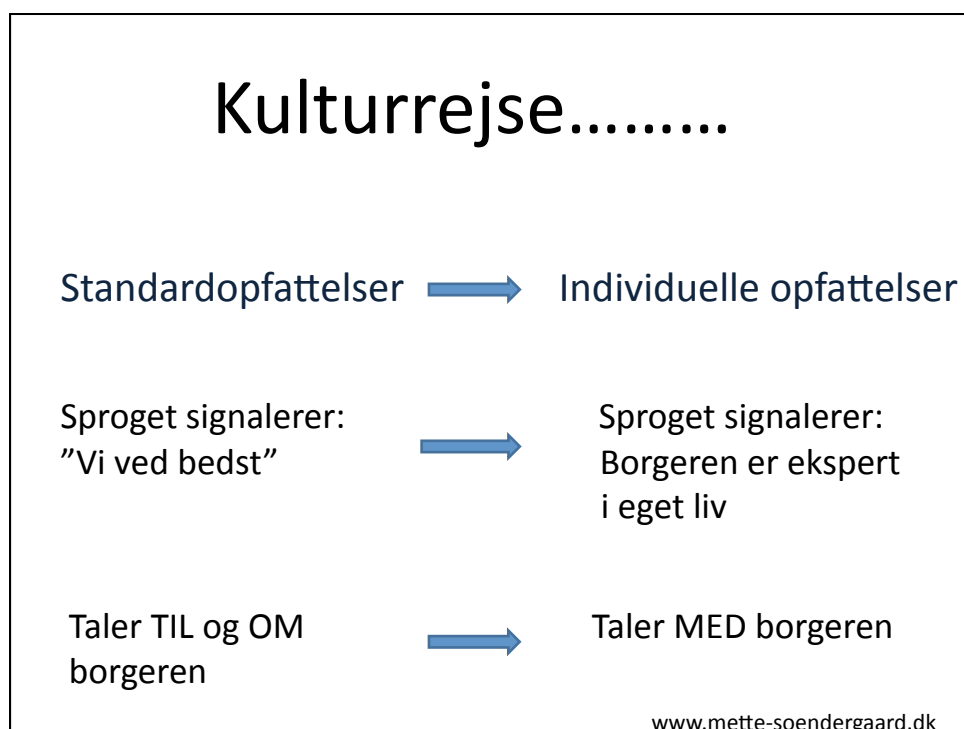 Kulturrejse………
Standardopfattelser
Individuelle opfattelser
Sproget signalerer:
”Vi ved bedst”
Sproget signalerer:
Borgeren er ekspert
i eget liv
Taler TIL og OM
borgeren
Taler MED borgeren
www.mette-soendergaard.dk